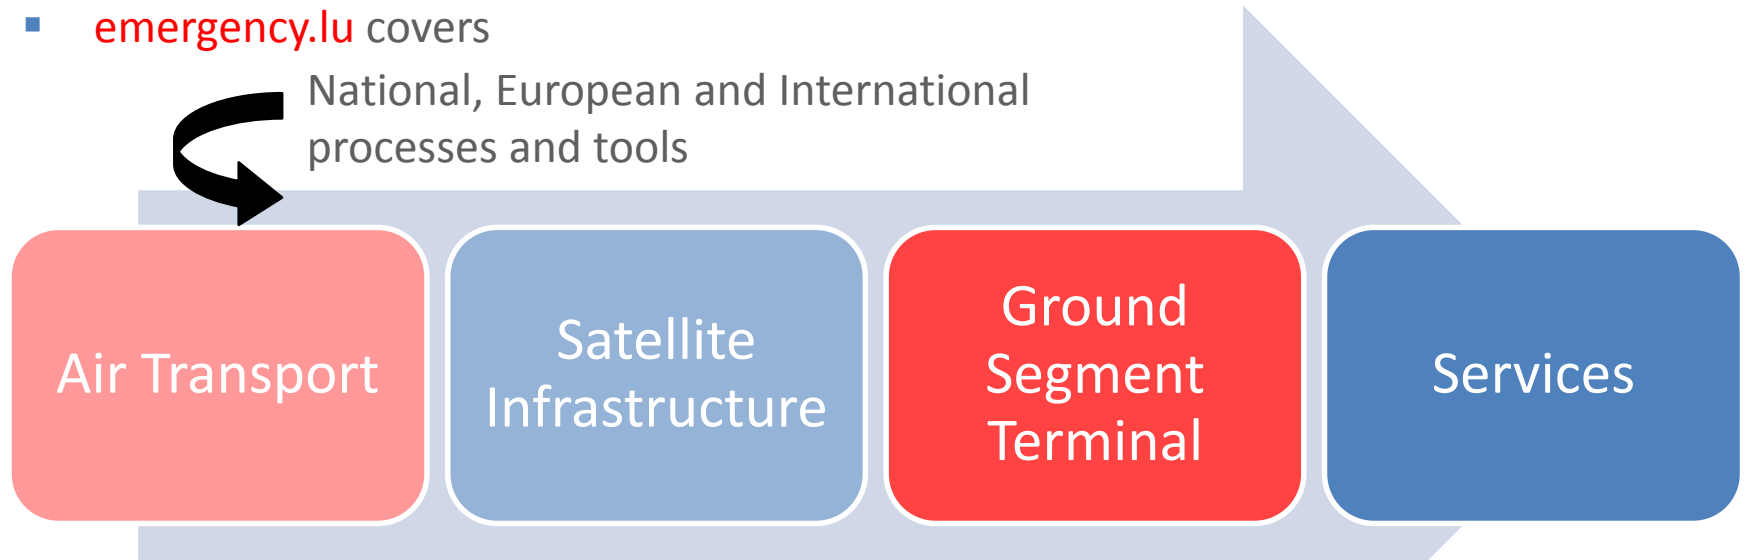 emergency.lu covers
National, European and International
processes and tools
Air Transport
Satellite
Infrastructure
Ground
Segment
Terminal
Services